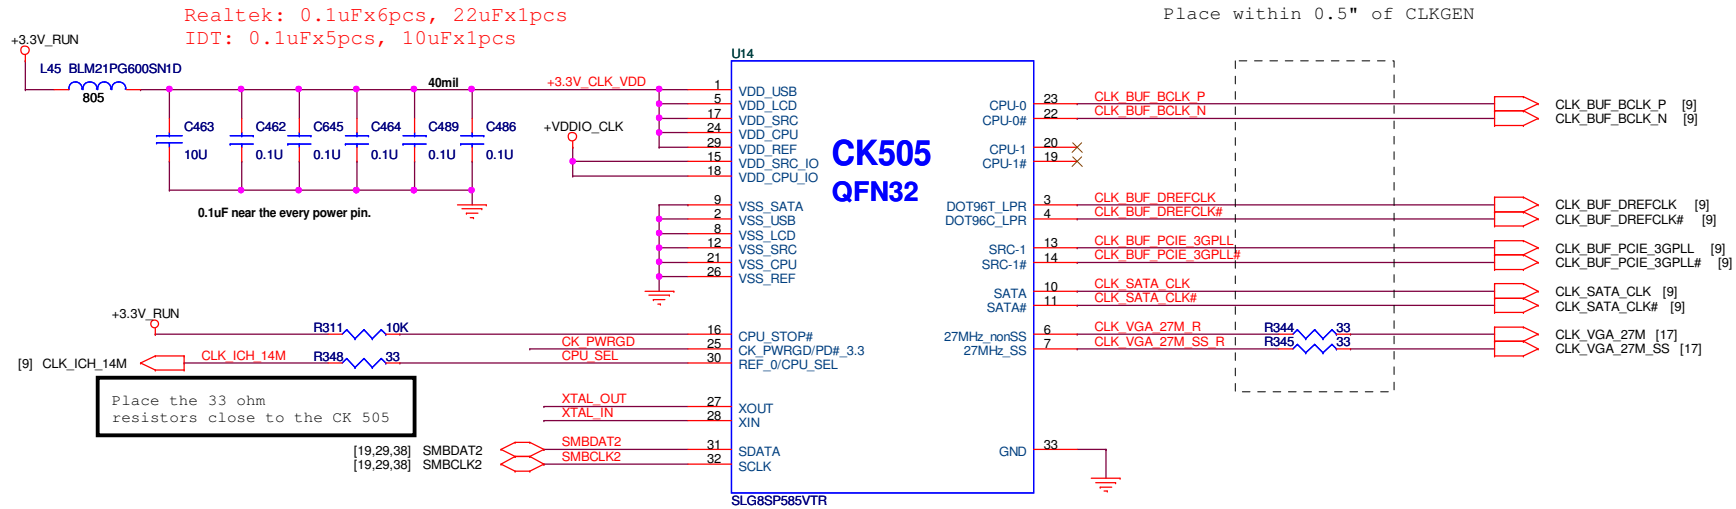 Realtek: 0.1uFx6pcs, 22uFx1pcs
IDT: 0.1uFx5pcs, 10uFx1pcs
Place within 0.5" of CLKGEN
+3.3V_RUN
L45 BLM21PG600SN1D
805
40mil
+3.3V_CLK_VDD
C463
10U
C462
0.1U
C645
0.1U
C464
0.1U
C489
0.1U
C486
0.1U
0.1uF near the every power pin.
+VDDIO_CLK
U14
CK505
QFN32
1 VDD_USB
5 VDD_LCD
17 VDD_SRC
24 VDD_CPU
29 VDD_REF
15 VDD_SRC_IO
18 VDD_CPU_IO
9 VSS_SATA
2 VSS_USB
8 VSS_LCD
12 VSS_SRC
21 VSS_CPU
26 VSS_REF
+3.3V_RUN
R311 10K
16 CPU_STOP#
CK_PWRGD 25 CK_PWRGD/PD#_3.3
[9] CLK_ICH_14M CLK_ICH_14M R348 33 CPU_SEL 30 REF_0/CPU_SEL
Place the 33 ohm
resistors close to the CK 505
XTAL_OUT 27 XOUT
XTAL_IN 28 XIN
[19,29,38] SMBDAT2 SMBDAT2 31 SDATA
[19,29,38] SMBCLK2 SMBCLK2 32 SCLK
SLG8SP585VTR
CPU-0 23 CLK_BUF_BCLK_P CLK_BUF_BCLK_P [9]
CPU-0# 22 CLK_BUF_BCLK_N CLK_BUF_BCLK_N [9]
CPU-1 20
CPU-1# 19
DOT96T_LPR 3 CLK_BUF_DREFCLK CLK_BUF_DREFCLK [9]
DOT96C_LPR 4 CLK_BUF_DREFCLK# CLK_BUF_DREFCLK# [9]
SRC-1 13 CLK_BUF_PCIE_3GPLL CLK_BUF_PCIE_3GPLL [9]
SRC-1# 14 CLK_BUF_PCIE_3GPLL# CLK_BUF_PCIE_3GPLL# [9]
SATA 10 CLK_SATA_CLK CLK_SATA_CLK [9]
SATA# 11 CLK_SATA_CLK# CLK_SATA_CLK# [9]
27MHz_nonSS 6 CLK_VGA_27M_R R344 33 CLK_VGA_27M [17]
27MHz_SS 7 CLK_VGA_27M_SS_R R345 33 CLK_VGA_27M_SS [17]
GND 33